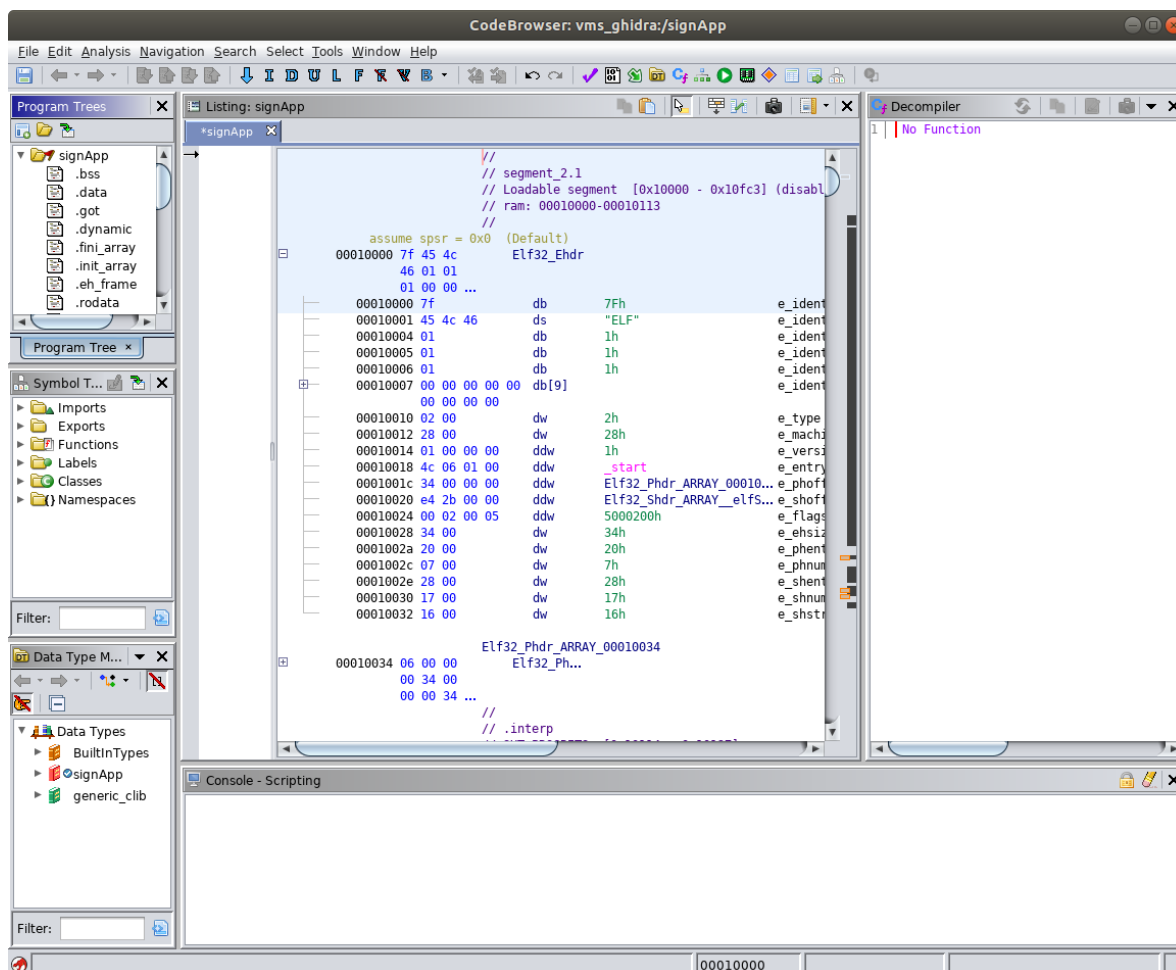 CodeBrowser: vms_ghidra:/signApp
File Edit Analysis Navigation Search Select Tools Window Help
I D U L F B
Program Trees
signApp
.bss
.data
.got
.dynamic
.fini_array
.init_array
.eh_frame
.rodata
Program Tree ×
Symbol T...
Imports
Exports
Functions
Labels
Classes
Namespaces
Filter:
Data Type M...
Data Types
BuiltInTypes
signApp
generic_clib
Filter:
Listing: signApp
*signApp
//
// segment_2.1
// Loadable segment [0x10000 - 0x10fc3] (disabl
// ram: 00010000-00010113
//
assume spsr = 0x0 (Default)
00010000 7f 45 4c Elf32_Ehdr
46 01 01
01 00 00 ...
00010000 7f db 7Fh e_ident
00010001 45 4c 46 ds "ELF" e_ident
00010004 01 db 1h e_ident
00010005 01 db 1h e_ident
00010006 01 db 1h e_ident
00010007 00 00 00 00 00 db[9] e_ident
00 00 00 00
00010010 02 00 dw 2h e_type
00010012 28 00 dw 28h e_machi
00010014 01 00 00 00 ddw 1h e_versi
00010018 4c 06 01 00 ddw _start e_entry
0001001c 34 00 00 00 ddw Elf32_Phdr_ARRAY_00010... e_phoff
00010020 e4 2b 00 00 ddw Elf32_Shdr_ARRAY__elfS... e_shoff
00010024 00 02 00 05 ddw 5000200h e_flags
00010028 34 00 dw 34h e_ehsiz
0001002a 20 00 dw 20h e_phent
0001002c 07 00 dw 7h e_phnum
0001002e 28 00 dw 28h e_shent
00010030 17 00 dw 17h e_shnum
00010032 16 00 dw 16h e_shstr
Elf32_Phdr_ARRAY_00010034
00010034 06 00 00 Elf32_Ph...
00 34 00
00 00 34 ...
//
// .interp
Decompiler
1 No Function
Console - Scripting
00010000